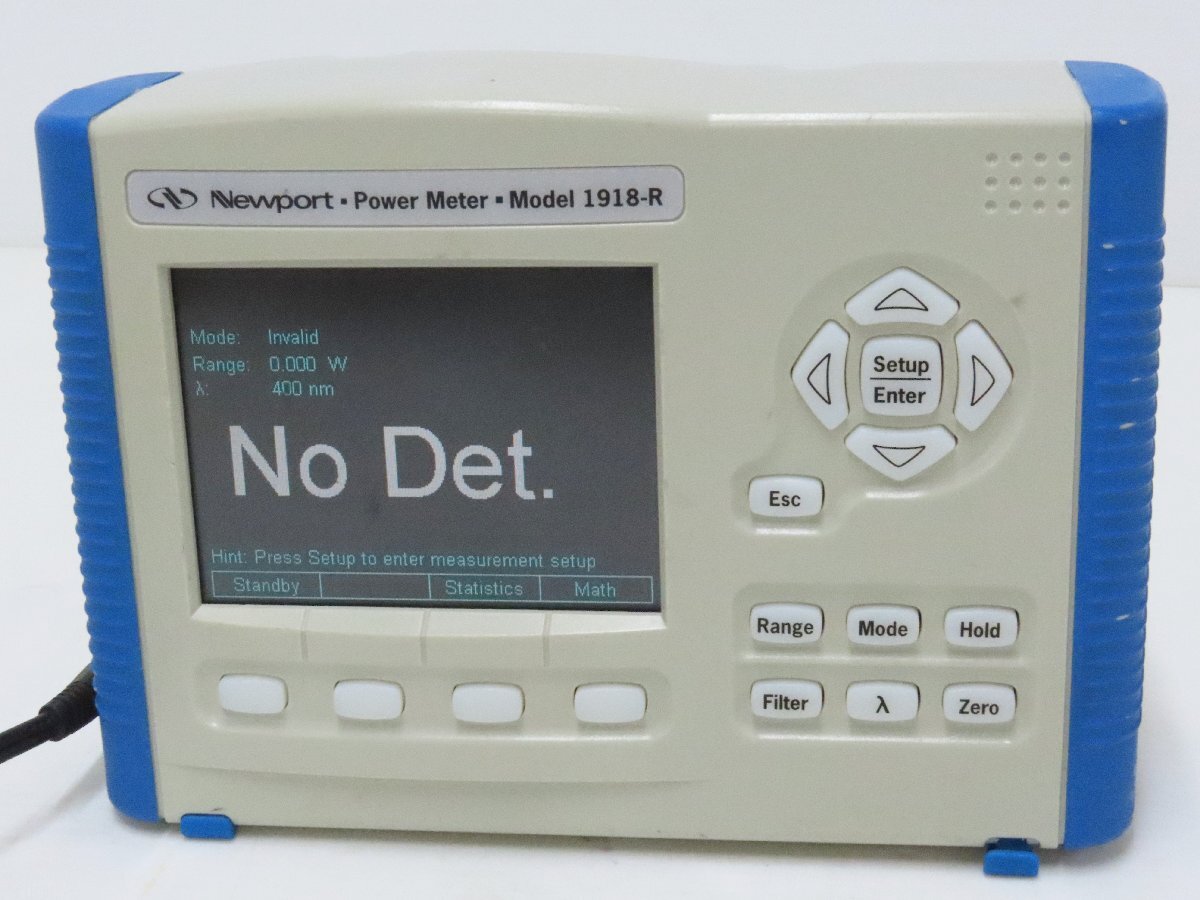 Newport ▪ Power Meter ▪ Model 1918-R
Mode: Invalid
Range: 0.000 W
λ: 400 nm
No Det.
Hint: Press Setup to enter measurement setup
Standby Statistics Math
Setup
Enter
Esc
Range Mode Hold
Filter λ Zero